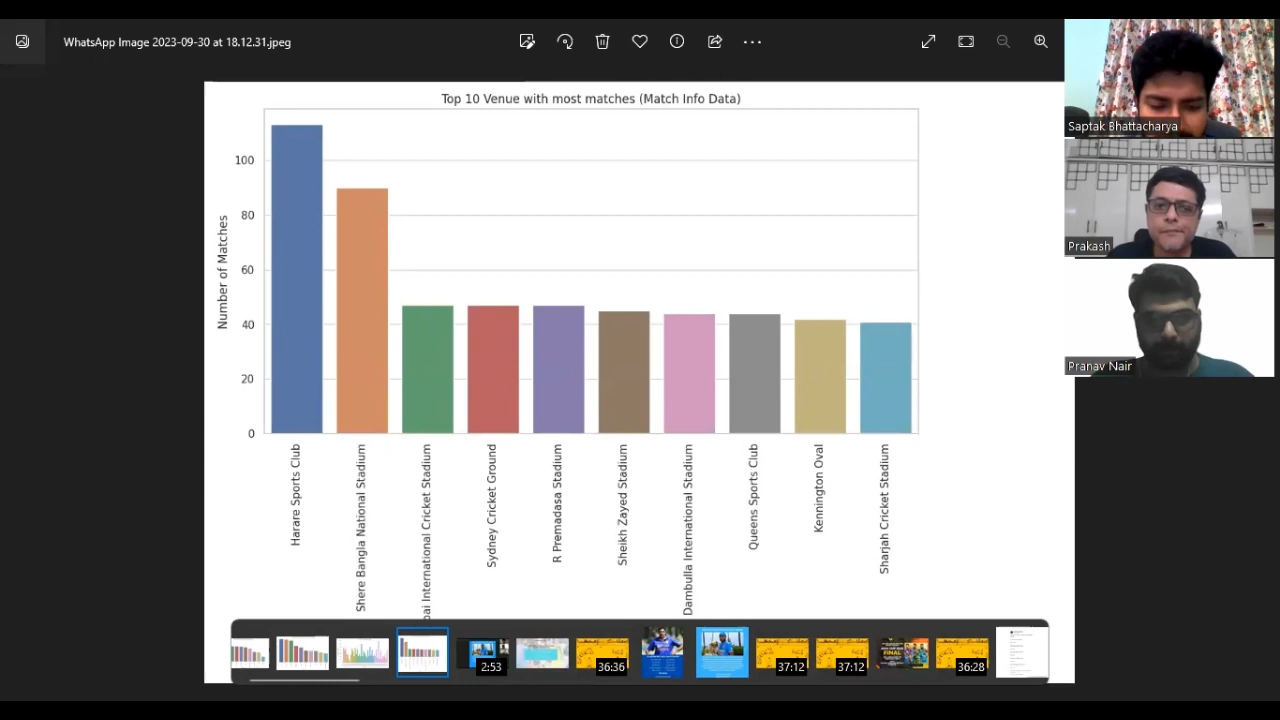 WhatsApp Image 2023-09-30 at 18.12.31.jpeg
Top 10 Venue with most matches (Match Info Data)
Number of Matches
100
80
60
40
20
0
Harare Sports Club
Shere Bangla National Stadium
International Cricket Stadium
Sydney Cricket Ground
R Premadasa Stadium
Sheikh Zayed Stadium
Dambulla International Stadium
Queens Sports Club
Kennington Oval
Sharjah Cricket Stadium
Saptak Bhattacharya
Prakash
Pranav Nair
2:53
36:36
37:12
37:12
FINAL
36:28